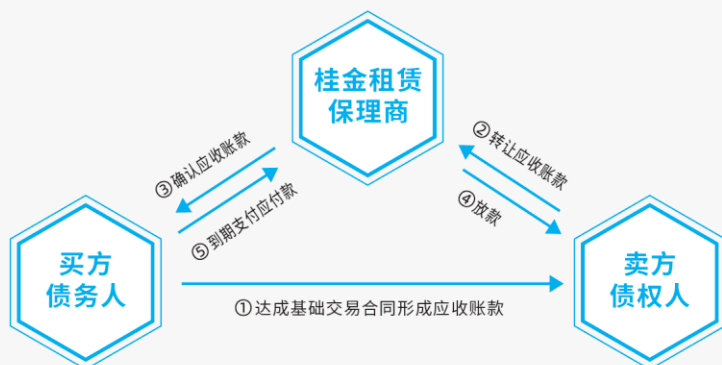 桂金租赁
保理商
②转让应收账款
③确认应收账款
④放款
⑤到期支付应付款
买方
债务人
卖方
债权人
①达成基础交易合同形成应收账款